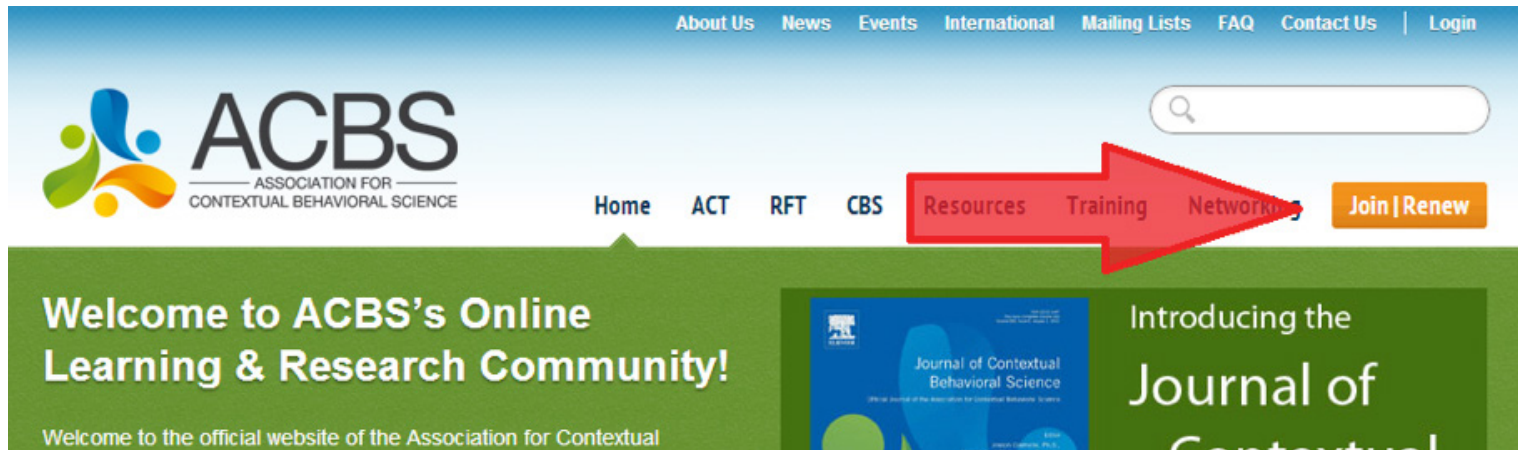 About Us News Events International Mailing Lists FAQ Contact Us | Login
ACBS
ASSOCIATION FOR
CONTEXTUAL BEHAVIORAL SCIENCE
Home ACT RFT CBS Resources Training Networking Join | Renew
Welcome to ACBS's Online
Learning & Research Community!
Welcome to the official website of the Association for Contextual
Journal of Contextual
Behavioral Science
Introducing the
Journal of
Contextual